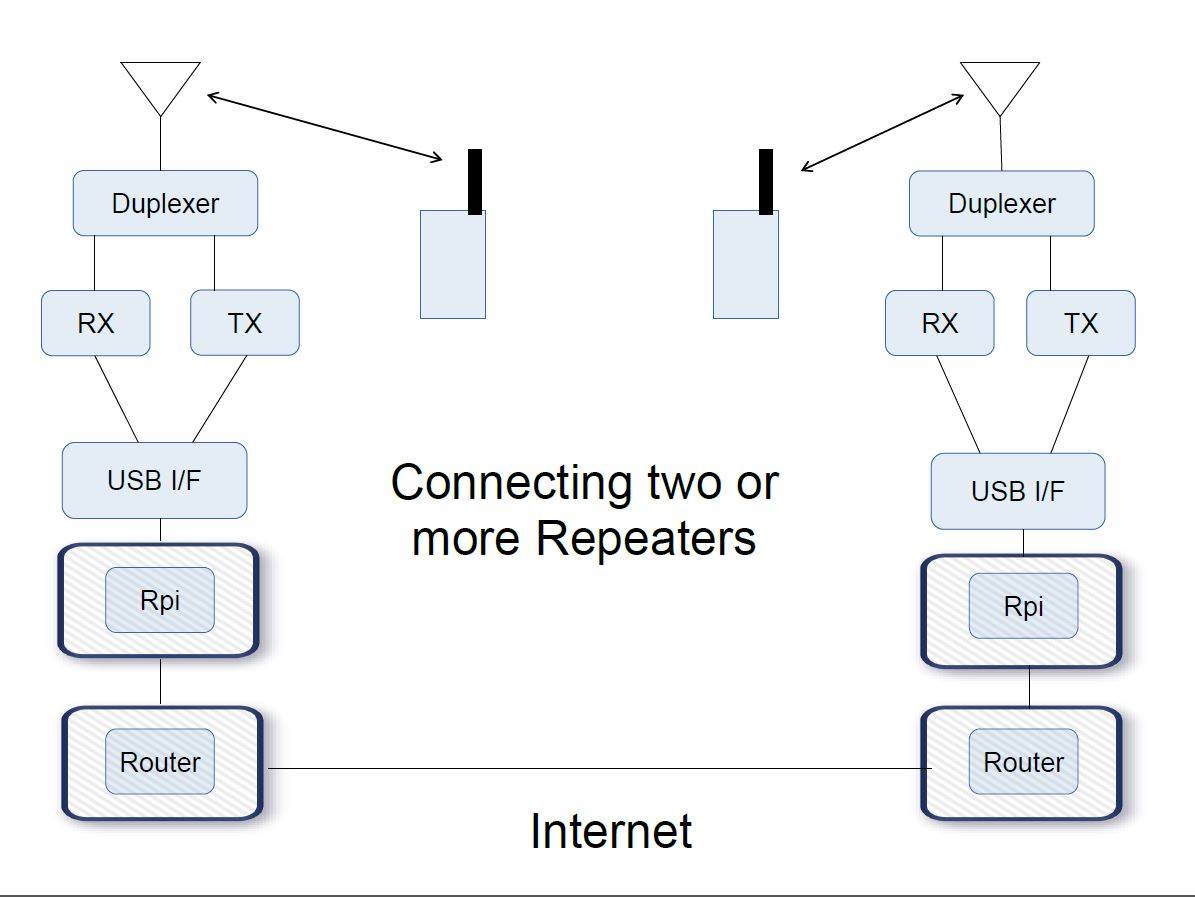 Duplexer
Duplexer
RX
TX
RX
TX
USB I/F
Connecting two or
more Repeaters
USB I/F
Rpi
Rpi
Router
Router
Internet